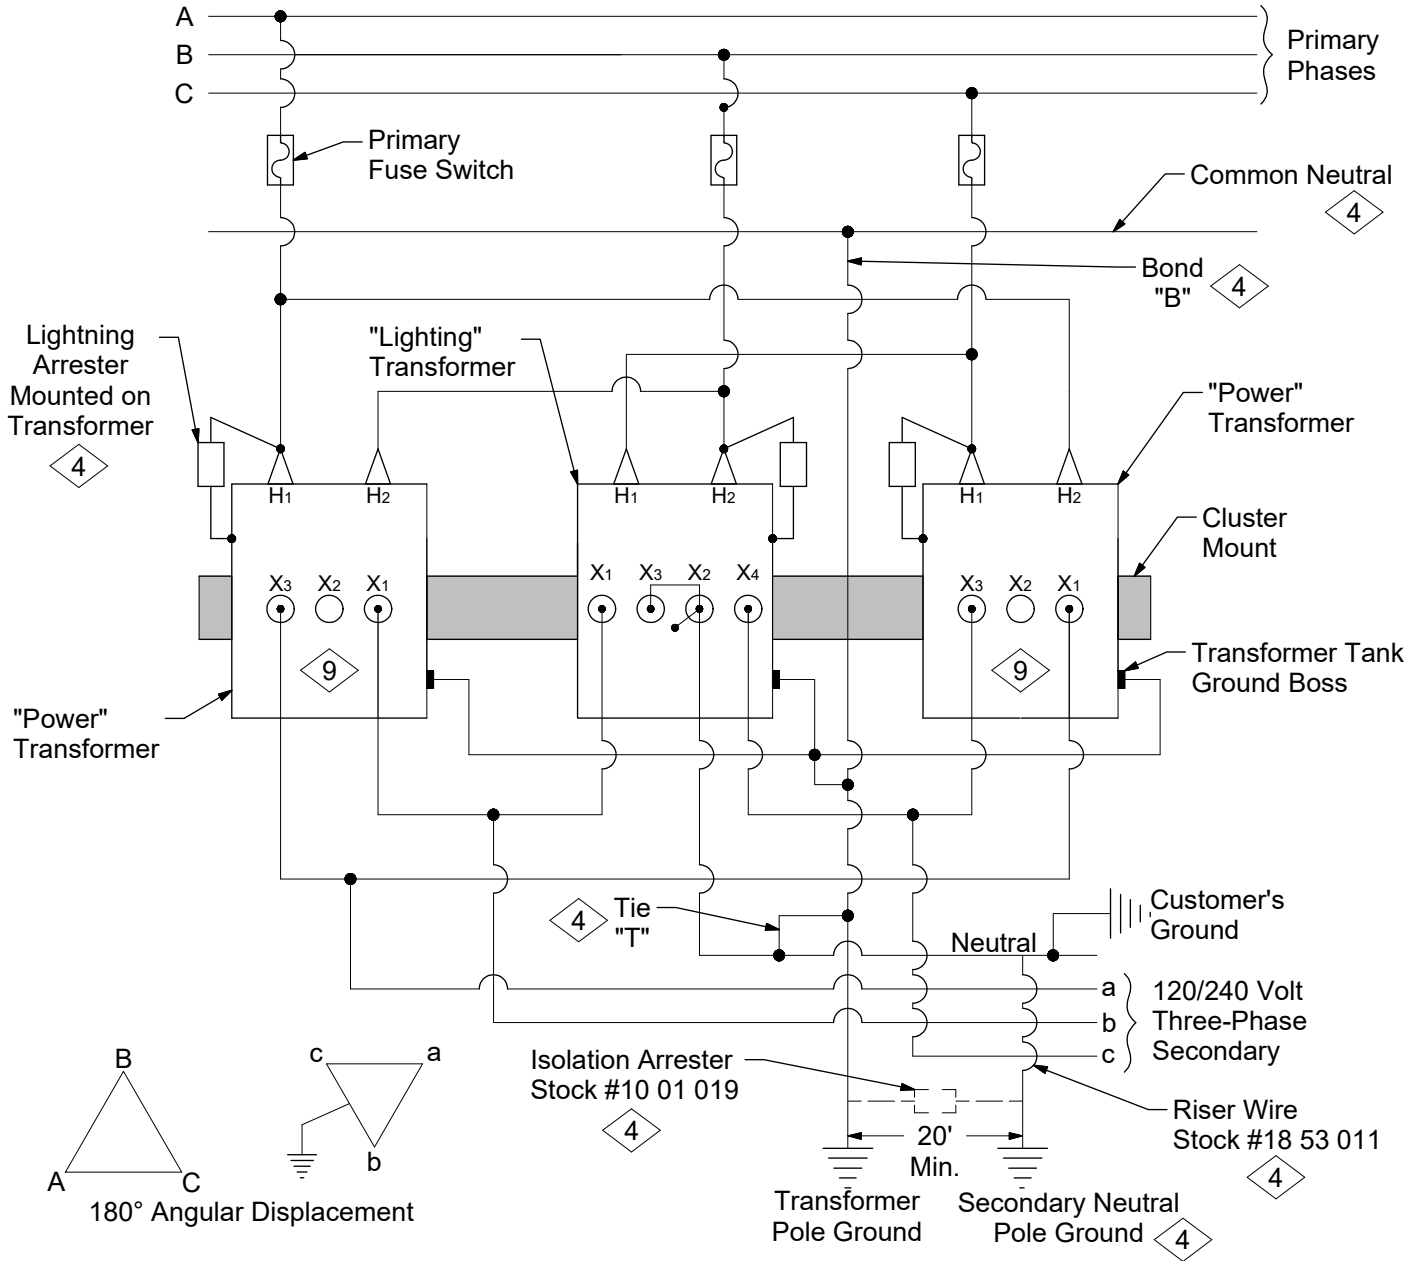 A
B
C
Primary
Phases
Primary
Fuse Switch
Common Neutral
4
Bond
"B"
4
Lightning
Arrester
Mounted on
Transformer
4
"Lighting"
Transformer
"Power"
Transformer
H1 H2
H1 H2
H1 H2
Cluster
Mount
X3 X2 X1
X1 X3 X2 X4
X3 X2 X1
9
9
Transformer Tank
Ground Boss
"Power"
Transformer
4
Tie
"T"
Customer's
Ground
Neutral
a
b
c
120/240 Volt
Three-Phase
Secondary
Isolation Arrester
Stock #10 01 019
4
Riser Wire
Stock #18 53 011
4
20'
Min.
Transformer
Pole Ground
Secondary Neutral
Pole Ground
4
B
A C
c a
b
180° Angular Displacement